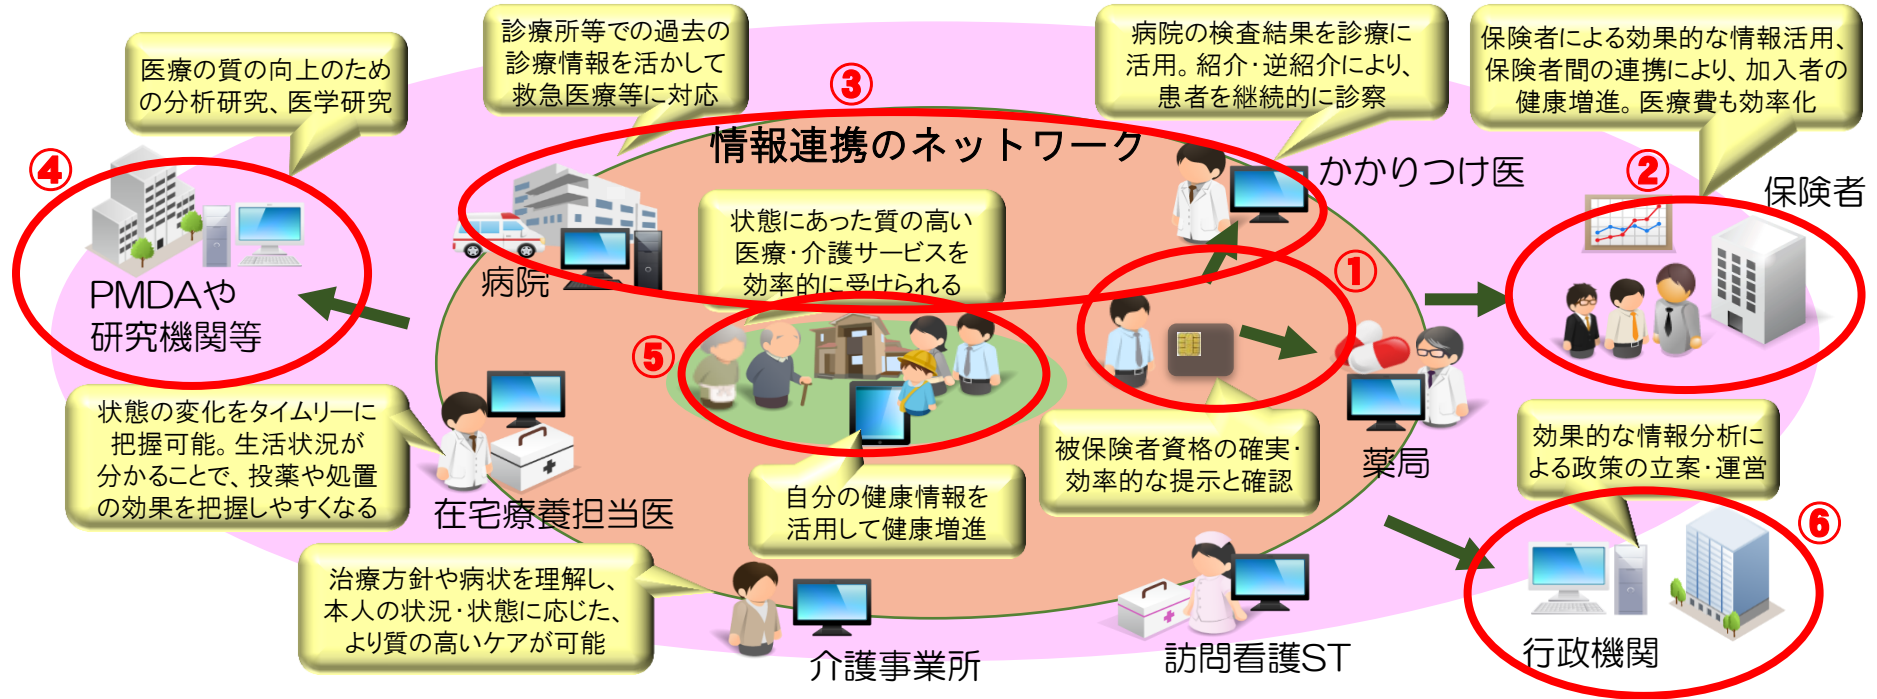 医療の質の向上のため
の分析研究、医学研究
診療所等での過去の
診療情報を活かして
救急医療等に対応
③
病院の検査結果を診療に
活用。紹介・逆紹介により、
患者を継続的に診察
保険者による効果的な情報活用、
保険者間の連携により、加入者の
健康増進。医療費も効率化
情報連携のネットワーク
④
かかりつけ医
②
保険者
状態にあった質の高い
医療・介護サービスを
効率的に受けられる
病院
①
PMDAや
研究機関等
⑤
状態の変化をタイムリーに
把握可能。生活状況が
分かることで、投薬や処置
の効果を把握しやすくなる
在宅療養担当医
自分の健康情報を
活用して健康増進
被保険者資格の確実・
効率的な提示と確認
薬局
効果的な情報分析に
よる政策の立案・運営
⑥
治療方針や病状を理解し、
本人の状況・状態に応じた、
より質の高いケアが可能
介護事業所
訪問看護ST
行政機関